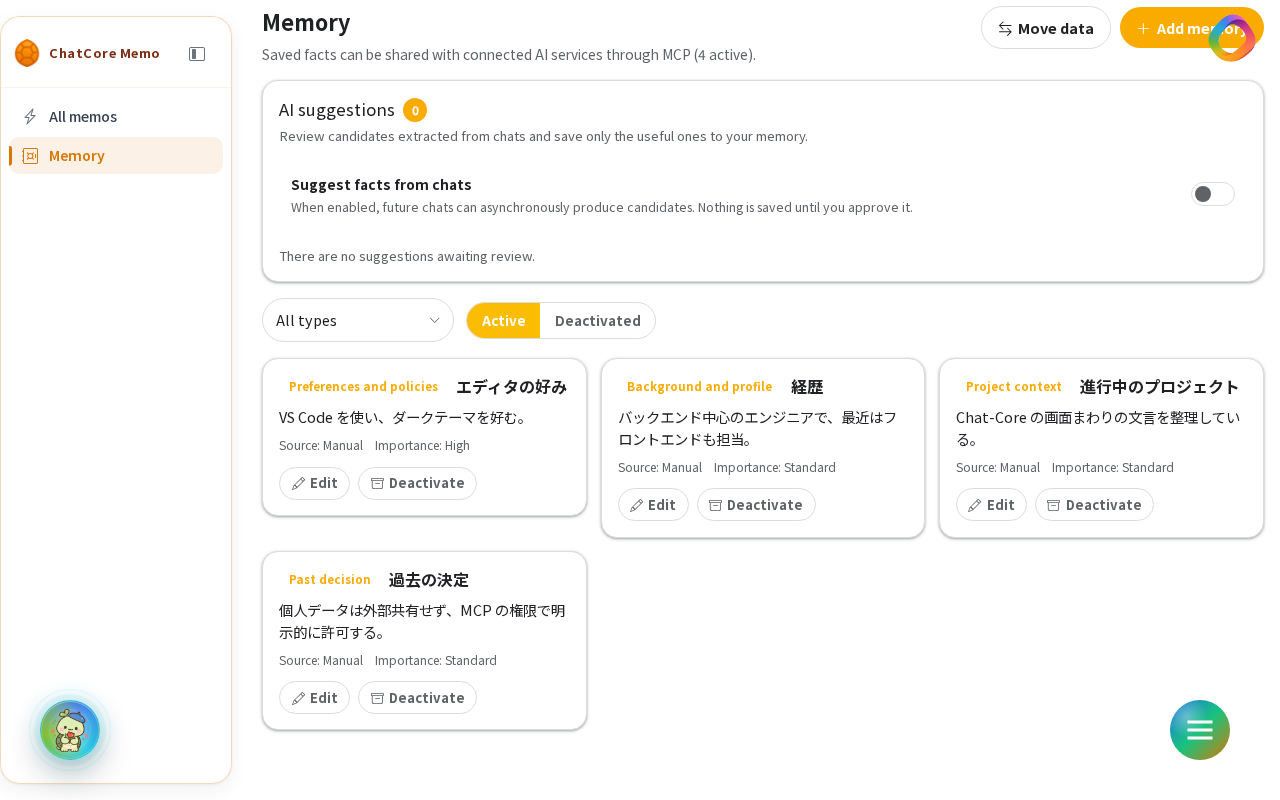 ChatCore Memo
All memos
Memory
Memory
Saved facts can be shared with connected AI services through MCP (4 active).
Move data
Add memory
AI suggestions 0
Review candidates extracted from chats and save only the useful ones to your memory.
Suggest facts from chats
When enabled, future chats can asynchronously produce candidates. Nothing is saved until you approve it.
There are no suggestions awaiting review.
All types
Active
Deactivated
Preferences and policies エディタの好み
VS Code を使い、ダークテーマを好む。
Source: Manual Importance: High
Edit
Deactivate
Background and profile 経歴
バックエンド中心のエンジニアで、最近はフ
ロントエンドも担当。
Source: Manual Importance: Standard
Edit
Deactivate
Project context 進行中のプロジェクト
Chat-Core の画面まわりの文言を整理してい
る。
Source: Manual Importance: Standard
Edit
Deactivate
Past decision 過去の決定
個人データは外部共有せず、MCP の権限で明
示的に許可する。
Source: Manual Importance: Standard
Edit
Deactivate